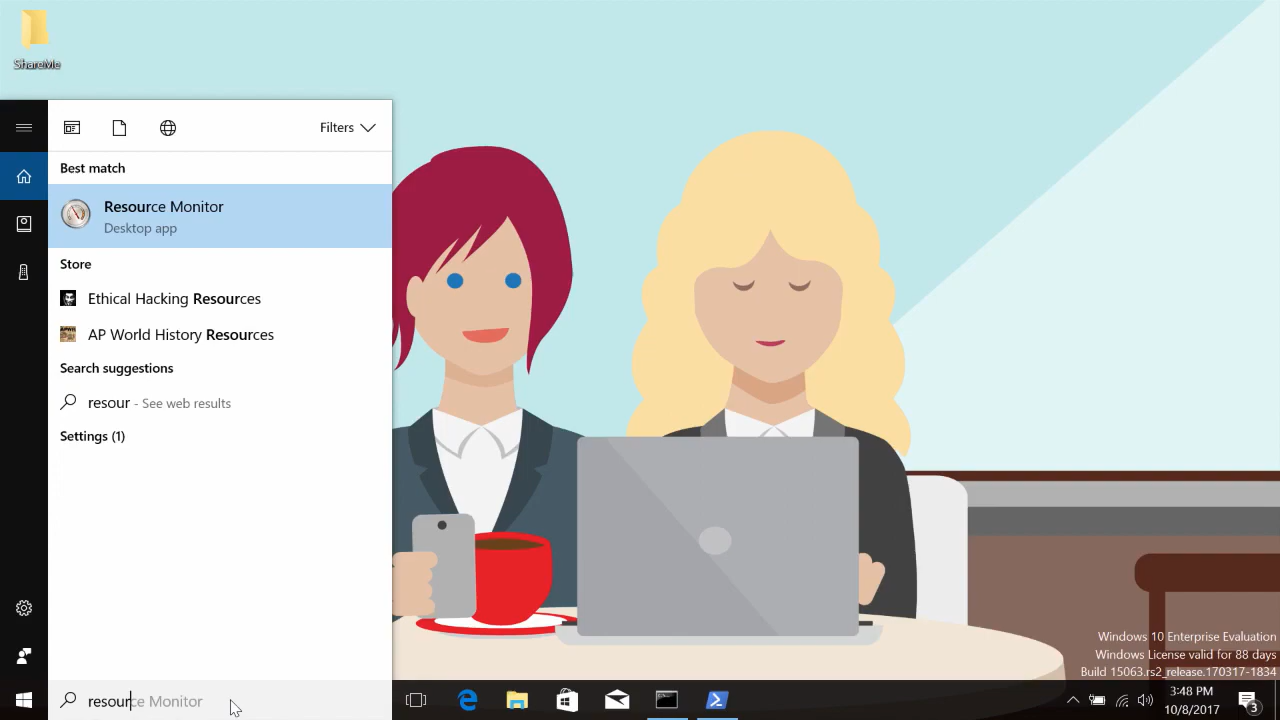 ShareMe
Filters
Best match
Resource Monitor
Desktop app
Store
Ethical Hacking Resources
AP World History Resources
Search suggestions
resour - See web results
Settings (1)
Windows 10 Enterprise Evaluation
Windows License valid for 88 days
Build 15063.rs2_release.170317-1834
resource Monitor
3:48 PM
10/8/2017
3